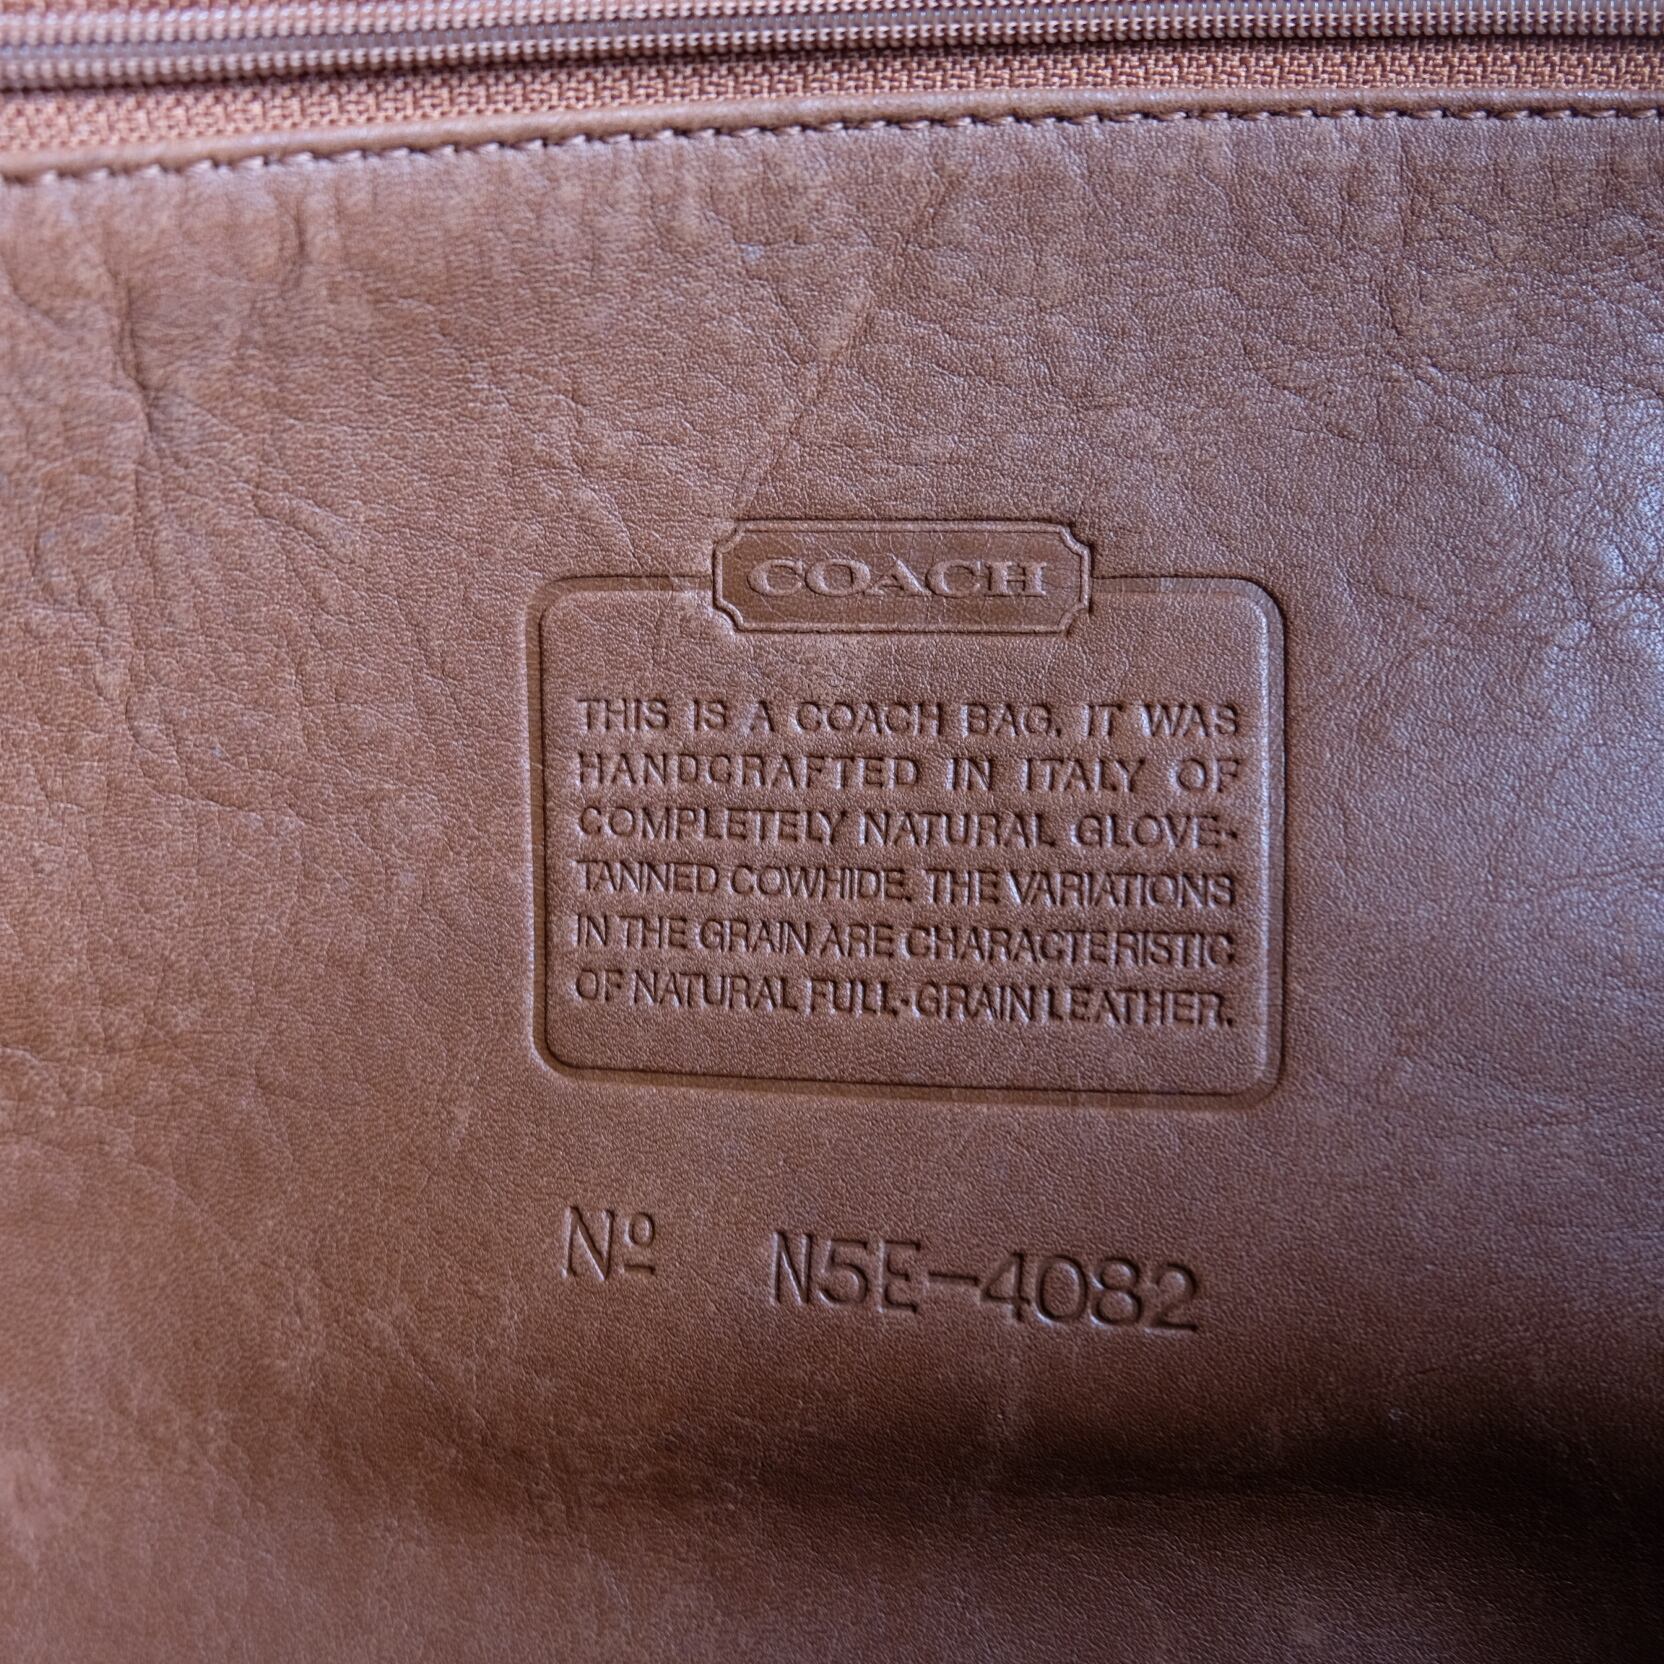 COACH
THIS IS A COACH BAG. IT WAS
HANDCRAFTED IN ITALY OF
COMPLETELY NATURAL GLOVE-
TANNED COWHIDE. THE VARIATIONS
IN THE GRAIN ARE CHARACTERISTIC
OF NATURAL FULL-GRAIN LEATHER.
Nº N5E-4082